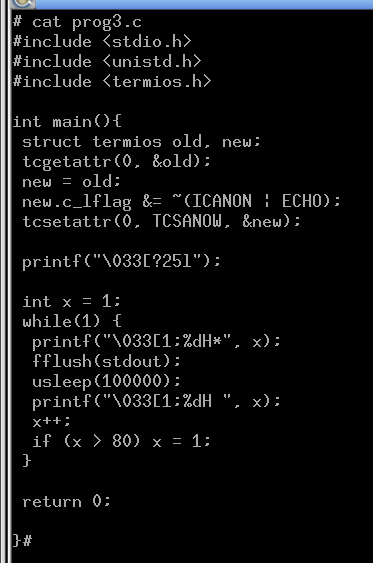 # cat prog3.c
#include <stdio.h>
#include <unistd.h>
#include <termios.h>

int main(){
 struct termios old, new;
 tcgetattr(0, &old);
 new = old;
 new.c_lflag &= ~(ICANON | ECHO);
 tcsetattr(0, TCSANOW, &new);

 printf("\033[?25l");

 int x = 1;
 while(1) {
  printf("\033[1;%dH*", x);
  fflush(stdout);
  usleep(100000);
  printf("\033[1;%dH ", x);
  x++;
  if (x > 80) x = 1;
 }

 return 0;

}#